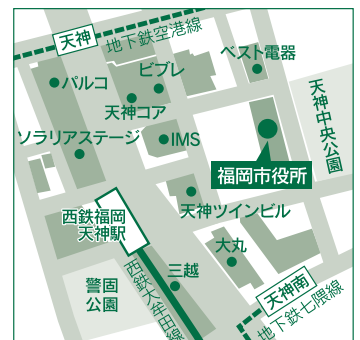 天神
地下鉄空港線
ベスト電器
パルコ
ビブレ
天神コア
天神中央公園
ソラリアステージ
IMS
福岡市役所
西鉄福岡
天神駅
天神ツインビル
大丸
三越
警固
公園
西鉄大牟田線
天神南
地下鉄七隈線